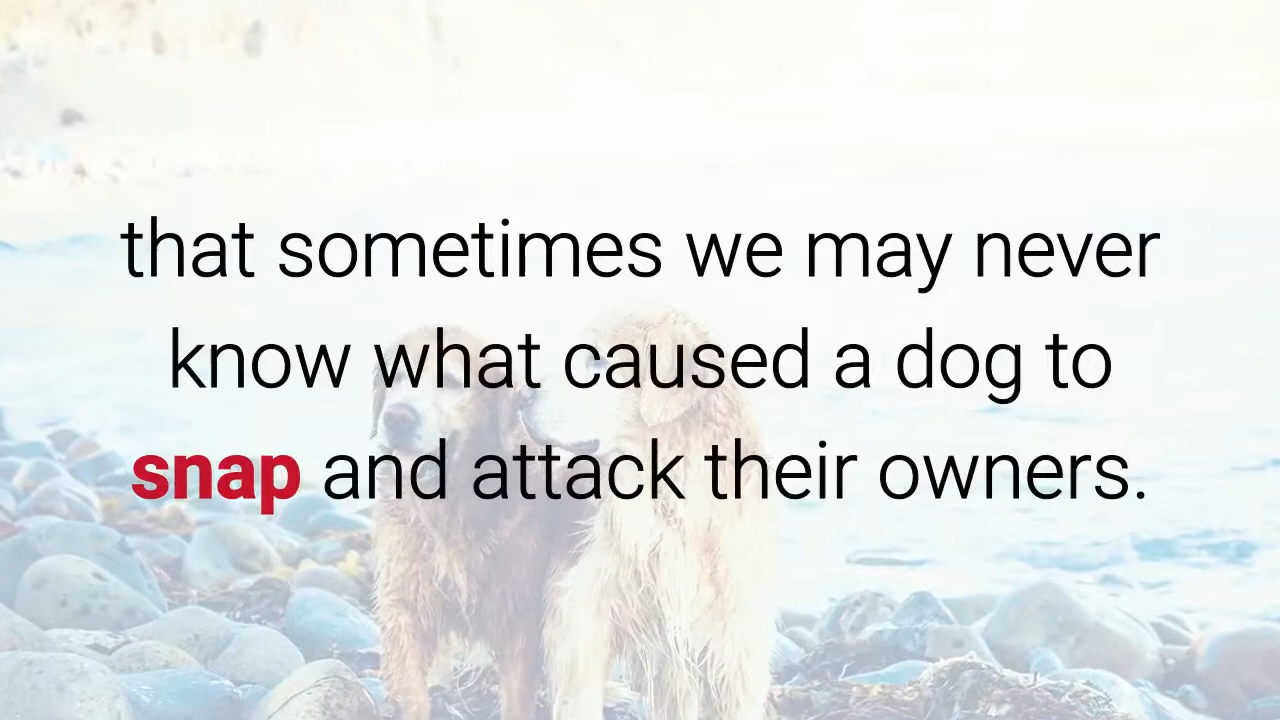 that sometimes we may never
know what caused a dog to
snap and attack their owners.